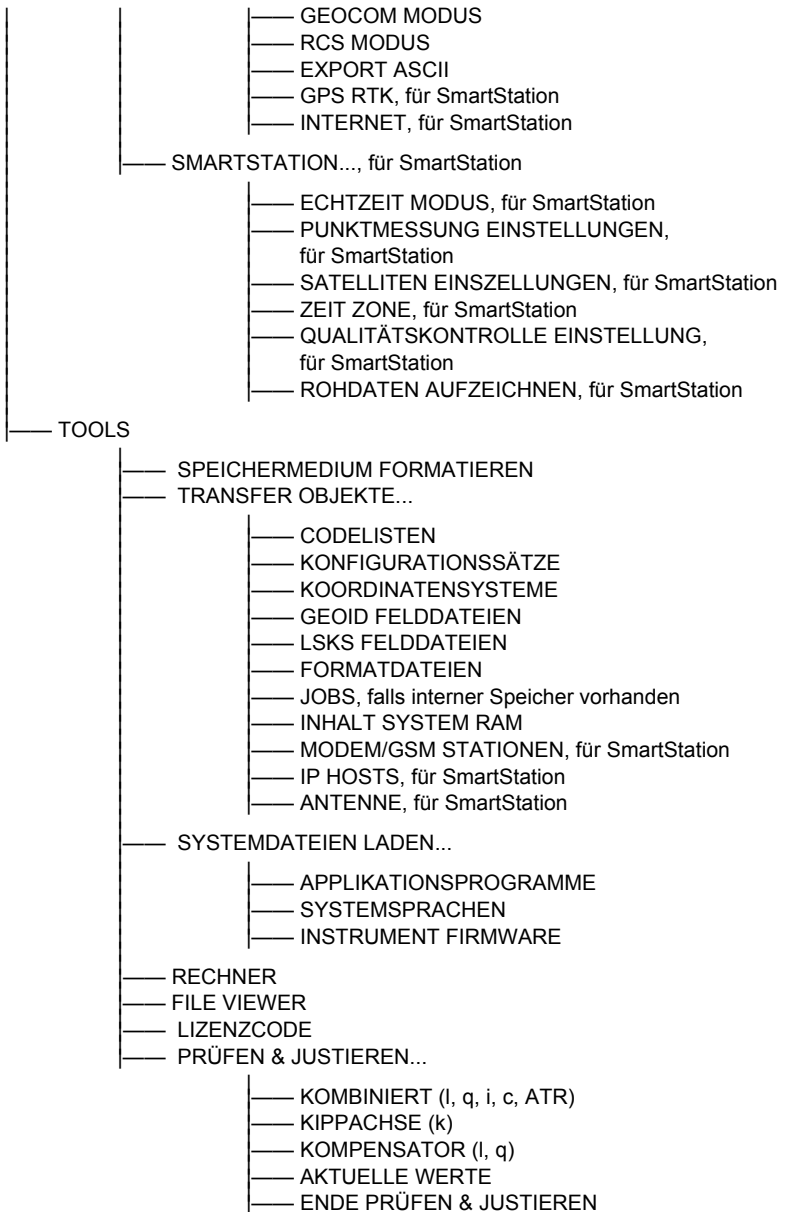 GEOCOM MODUS
RCS MODUS
EXPORT ASCII
GPS RTK, für SmartStation
INTERNET, für SmartStation
SMARTSTATION..., für SmartStation
ECHTZEIT MODUS, für SmartStation
PUNKTMESSUNG EINSTELLUNGEN,
für SmartStation
SATELLITEN EINSZELLUNGEN, für SmartStation
ZEIT ZONE, für SmartStation
QUALITÄTSKONTROLLE EINSTELLUNG,
für SmartStation
ROHDATEN AUFZEICHNEN, für SmartStation
TOOLS
SPEICHERMEDIUM FORMATIEREN
TRANSFER OBJEKTE...
CODELISTEN
KONFIGURATIONSSÄTZE
KOORDINATENSYSTEME
GEOID FELDDATEIEN
LSKS FELDDATEIEN
FORMATDATEIEN
JOBS, falls interner Speicher vorhanden
INHALT SYSTEM RAM
MODEM/GSM STATIONEN, für SmartStation
IP HOSTS, für SmartStation
ANTENNE, für SmartStation
SYSTEMDATEIEN LADEN...
APPLIKATIONSPROGRAMME
SYSTEMSPRACHEN
INSTRUMENT FIRMWARE
RECHNER
FILE VIEWER
LIZENZCODE
PRÜFEN & JUSTIEREN...
KOMBINIERT (l, q, i, c, ATR)
KIPPACHSE (k)
KOMPENSATOR (l, q)
AKTUELLE WERTE
ENDE PRÜFEN & JUSTIEREN